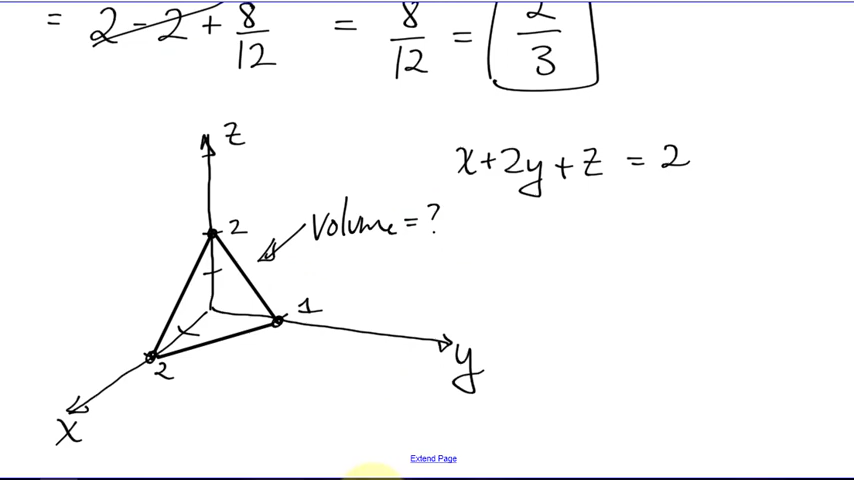 = 2 - 2 + 8/12 = 8/12 = 2/3
z
x+2y+z = 2
2
Volume = ?
1
2
y
x
Extend Page